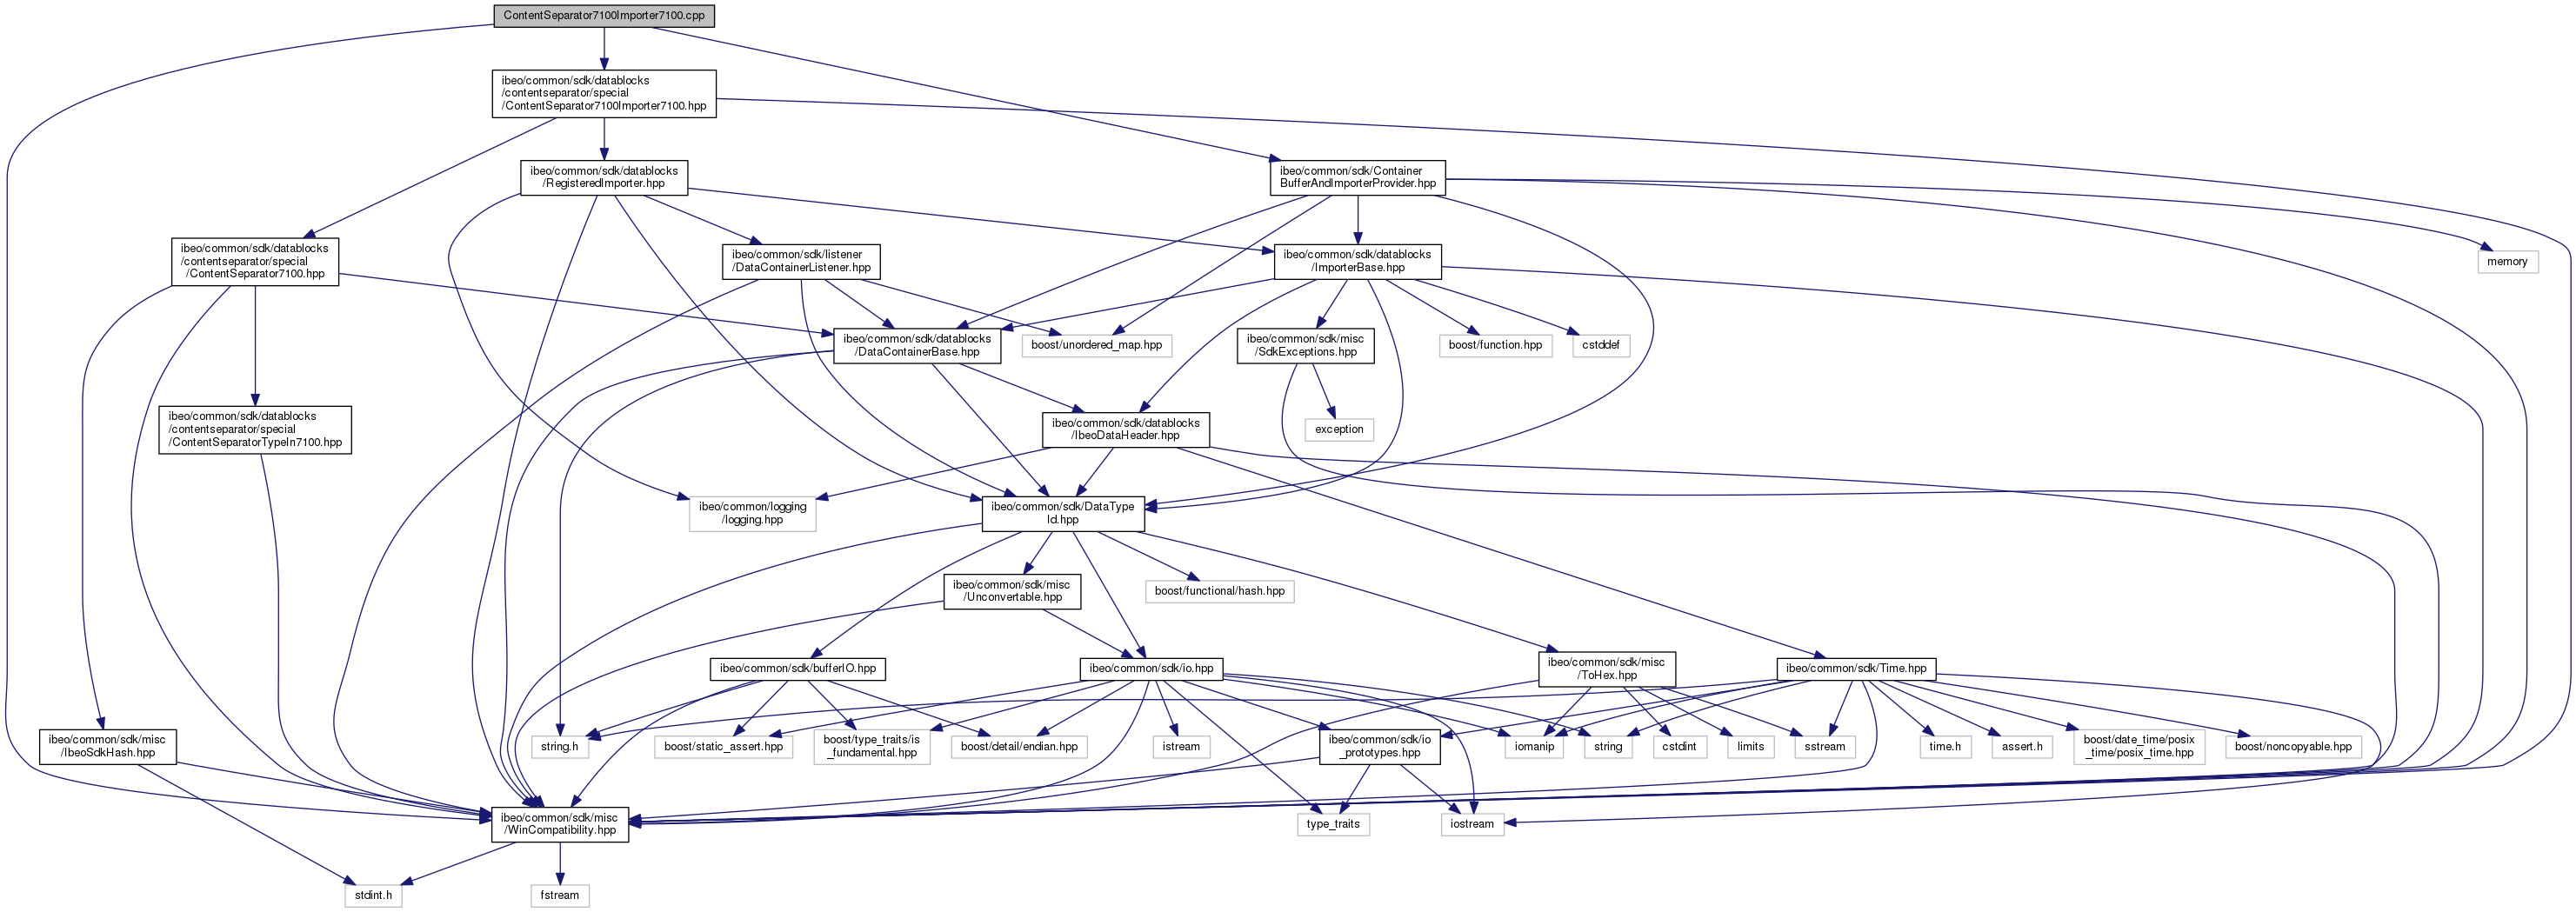 ContentSeparator7100Importer7100.cpp
ibeo/common/sdk/datablocks
/contentseparator/special
/ContentSeparator7100Importer7100.hpp
ibeo/common/sdk/datablocks
/RegisteredImporter.hpp
ibeo/common/sdk/Container
BufferAndImporterProvider.hpp
ibeo/common/sdk/datablocks
/contentseparator/special
/ContentSeparator7100.hpp
ibeo/common/sdk/listener
/DataContainerListener.hpp
ibeo/common/sdk/datablocks
/ImporterBase.hpp
memory
ibeo/common/sdk/datablocks
/DataContainerBase.hpp
boost/unordered_map.hpp
ibeo/common/sdk/misc
/SdkExceptions.hpp
boost/function.hpp
cstddef
ibeo/common/sdk/datablocks
/contentseparator/special
/ContentSeparatorTypeIn7100.hpp
ibeo/common/sdk/datablocks
/IbeoDataHeader.hpp
exception
ibeo/common/logging
/logging.hpp
ibeo/common/sdk/DataType
Id.hpp
ibeo/common/sdk/misc
/Unconvertable.hpp
boost/functional/hash.hpp
ibeo/common/sdk/bufferIO.hpp
ibeo/common/sdk/io.hpp
ibeo/common/sdk/misc
/ToHex.hpp
ibeo/common/sdk/Time.hpp
ibeo/common/sdk/misc
/IbeoSdkHash.hpp
string.h
boost/static_assert.hpp
boost/type_traits/is
_fundamental.hpp
boost/detail/endian.hpp
istream
ibeo/common/sdk/io
_prototypes.hpp
iomanip
string
cstdint
limits
sstream
time.h
assert.h
boost/date_time/posix
_time/posix_time.hpp
boost/noncopyable.hpp
ibeo/common/sdk/misc
/WinCompatibility.hpp
type_traits
iostream
stdint.h
fstream